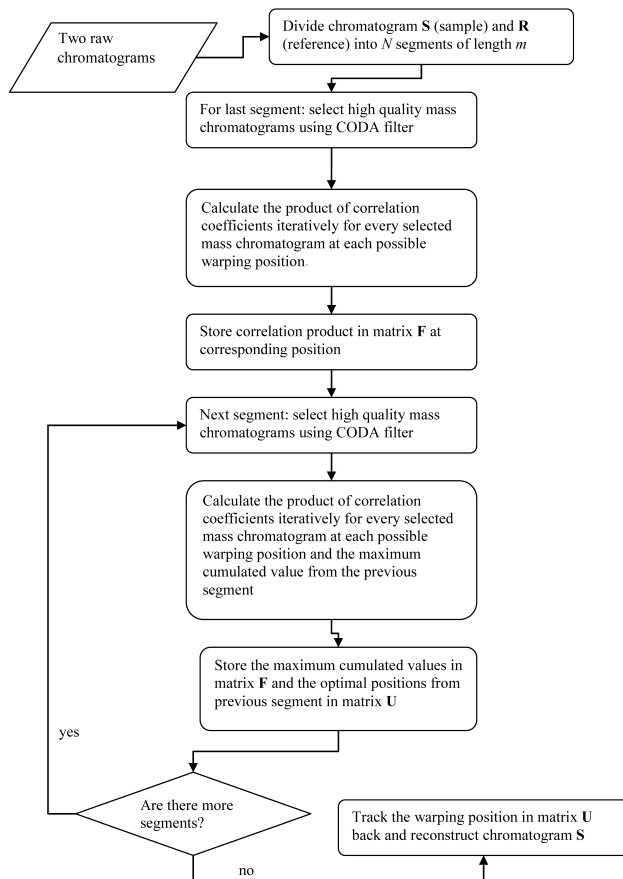 Two raw
chromatograms
Divide chromatogram S (sample) and R
(reference) into N segments of length m
For last segment: select high quality mass
chromatograms using CODA filter
Calculate the product of correlation
coefficients iteratively for every selected
mass chromatogram at each possible
warping position.
Store correlation product in matrix F at
corresponding position
Next segment: select high quality mass
chromatograms using CODA filter
Calculate the product of correlation
coefficients iteratively for every selected
mass chromatogram at each possible
warping position and the maximum
cumulated value from the previous
segment
Store the maximum cumulated values in
matrix F and the optimal positions from
previous segment in matrix U
yes
Are there more
segments?
no
Track the warping position in matrix U
back and reconstruct chromatogram S